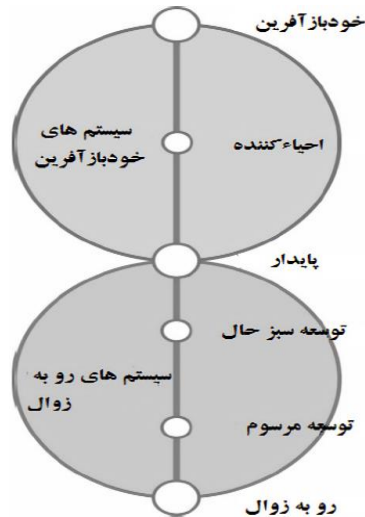 خودبازآفرین
سیستم های
خودبازآفرین
احیاءکننده
پایدار
توسعه سبز حال
سیستم های رو به
زوال
توسعه مرسوم
رو به زوال